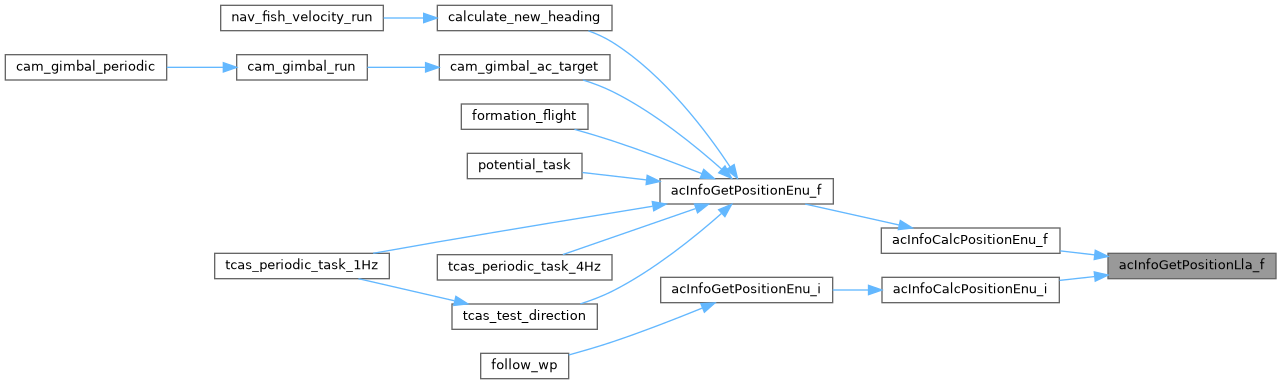 nav_fish_velocity_run
calculate_new_heading
cam_gimbal_periodic
cam_gimbal_run
cam_gimbal_ac_target
formation_flight
potential_task
acInfoGetPositionEnu_f
acInfoCalcPositionEnu_f
tcas_periodic_task_1Hz
tcas_periodic_task_4Hz
acInfoGetPositionLla_f
acInfoGetPositionEnu_i
acInfoCalcPositionEnu_i
tcas_test_direction
follow_wp